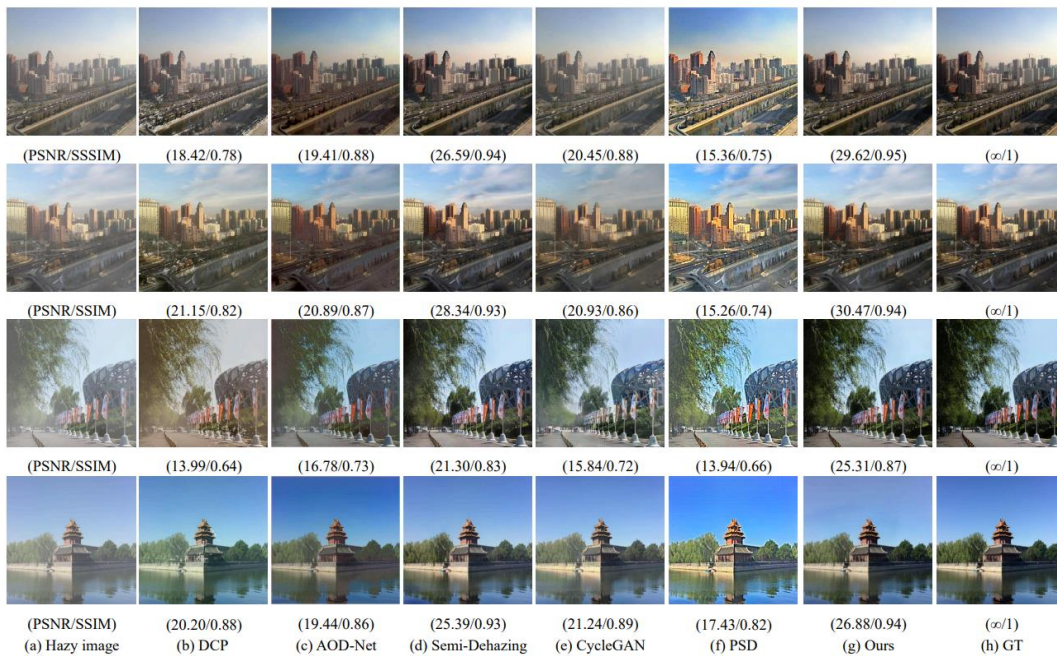 (PSNR/SSSIM) (18.42/0.78) (19.41/0.88) (26.59/0.94) (20.45/0.88) (15.36/0.75) (29.62/0.95) (∞/1)
(PSNR/SSIM) (21.15/0.82) (20.89/0.87) (28.34/0.93) (20.93/0.86) (15.26/0.74) (30.47/0.94) (∞/1)
(PSNR/SSIM) (13.99/0.64) (16.78/0.73) (21.30/0.83) (15.84/0.72) (13.94/0.66) (25.31/0.87) (∞/1)
(PSNR/SSIM) (20.20/0.88) (19.44/0.86) (25.39/0.93) (21.24/0.89) (17.43/0.82) (26.88/0.94) (∞/1)
(a) Hazy image (b) DCP (c) AOD-Net (d) Semi-Dehazing (e) CycleGAN (f) PSD (g) Ours (h) GT